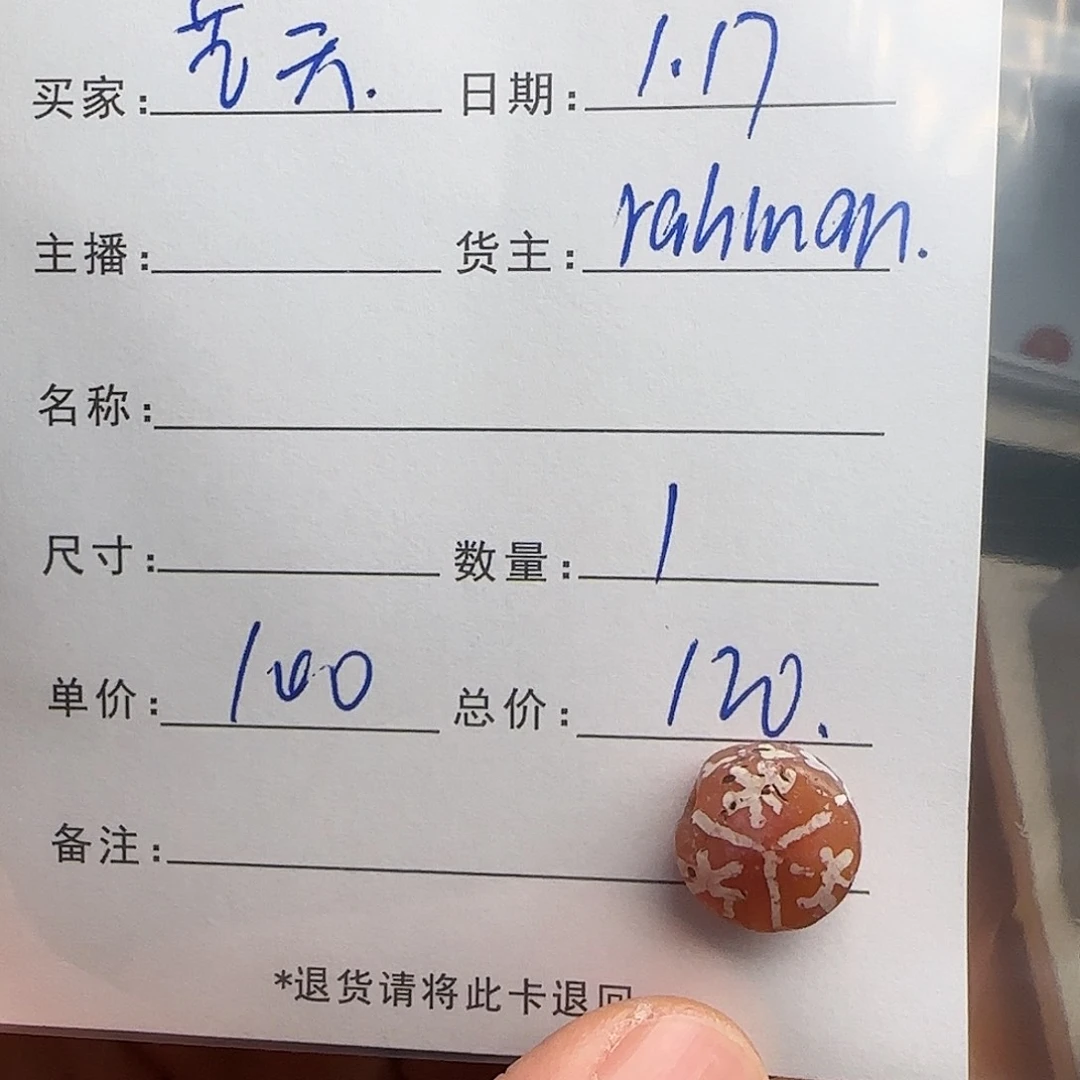 买家: 日期: 1.17
主播: 货主: rahman.
名称:
尺寸: 数量: 1
单价: 100 总价: 120.
备注:
*退货请将此卡退回